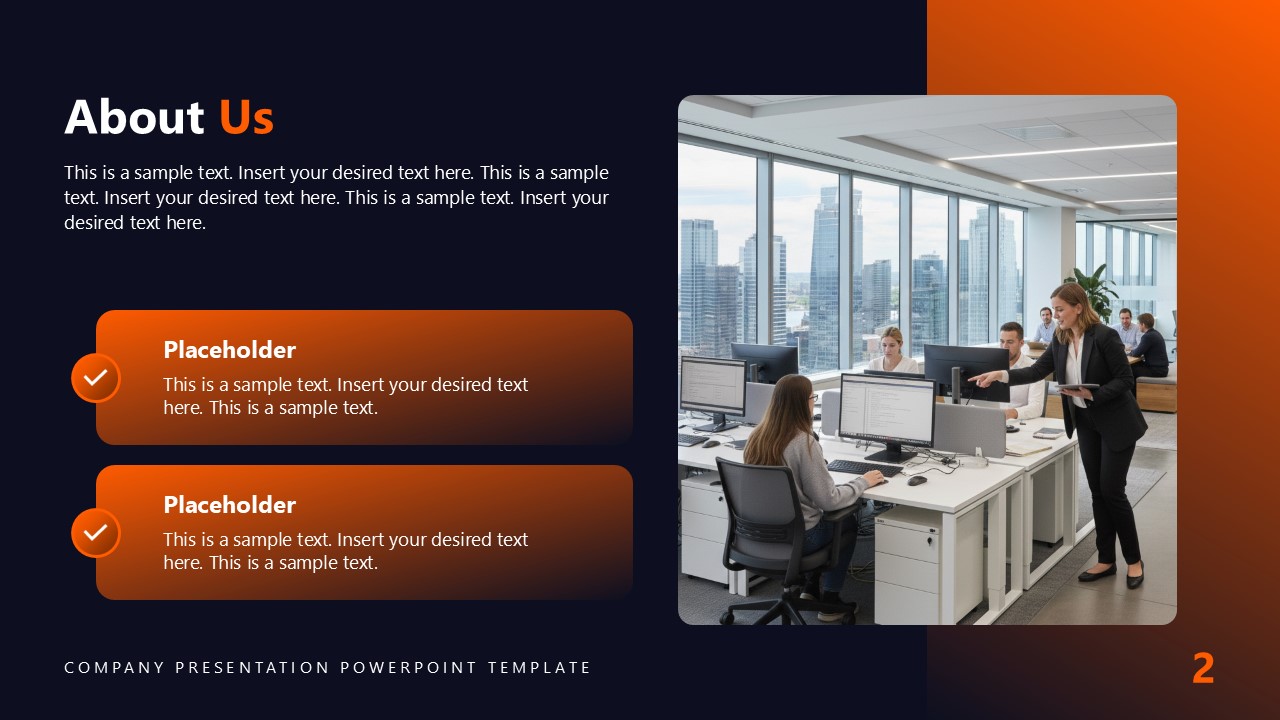 About Us
This is a sample text. Insert your desired text here. This is a sample
text. Insert your desired text here. This is a sample text. Insert your
desired text here.
Placeholder
This is a sample text. Insert your desired text
here. This is a sample text.
Placeholder
This is a sample text. Insert your desired text
here. This is a sample text.
COMPANY PRESENTATION POWERPOINT TEMPLATE
2